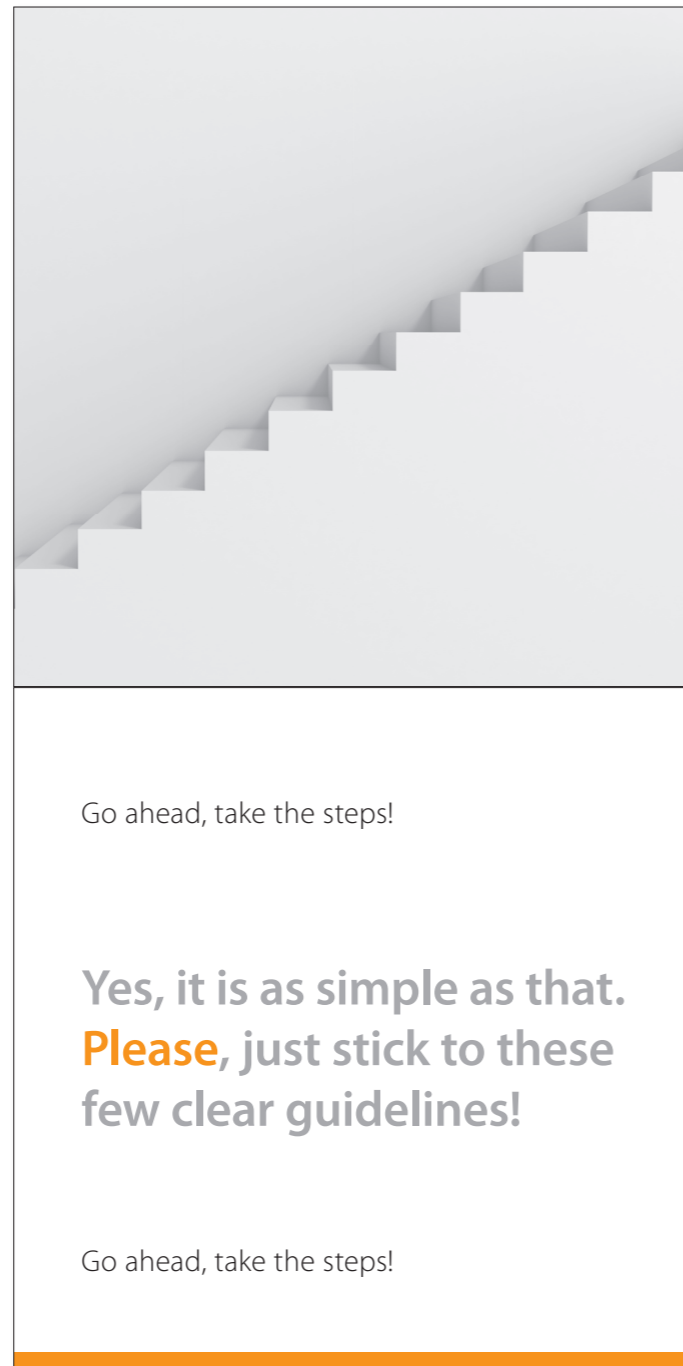 Go ahead, take the steps!
Yes, it is as simple as that.
Please, just stick to these
few clear guidelines!
Go ahead, take the steps!